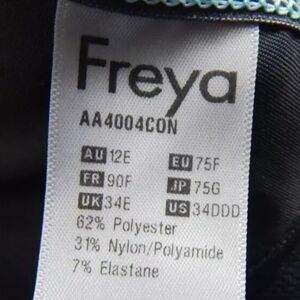 Freya
AA4004CON
AU 12E EU 75F
FR 90F JP 75G
UK 34E US 34DDD
62% Polyester
31% Nylon/Polyamide
7% Elastane